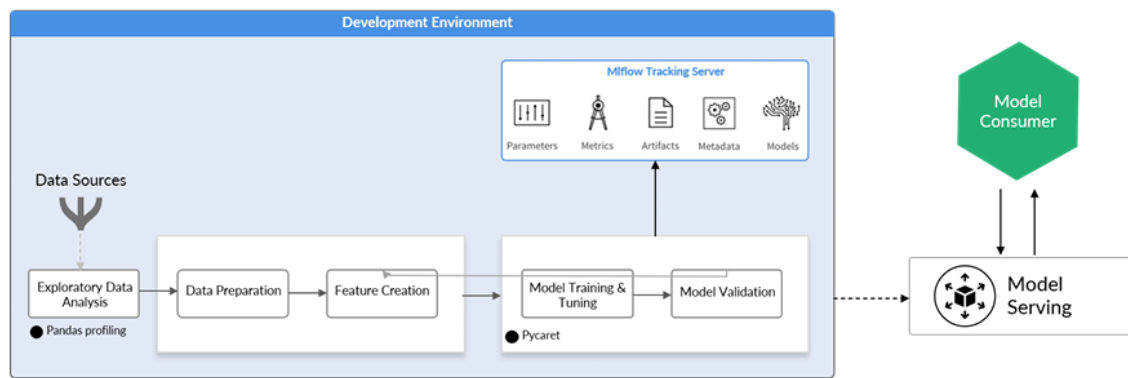 Development Environment
Mlflow Tracking Server
Parameters
Metrics
Artifacts
Metadata
Models
Model
Consumer
Data Sources
Exploratory Data
Analysis
Data Preparation
Feature Creation
Model Training &
Tuning
Model Validation
Pandas profiling
Pycaret
Model
Serving